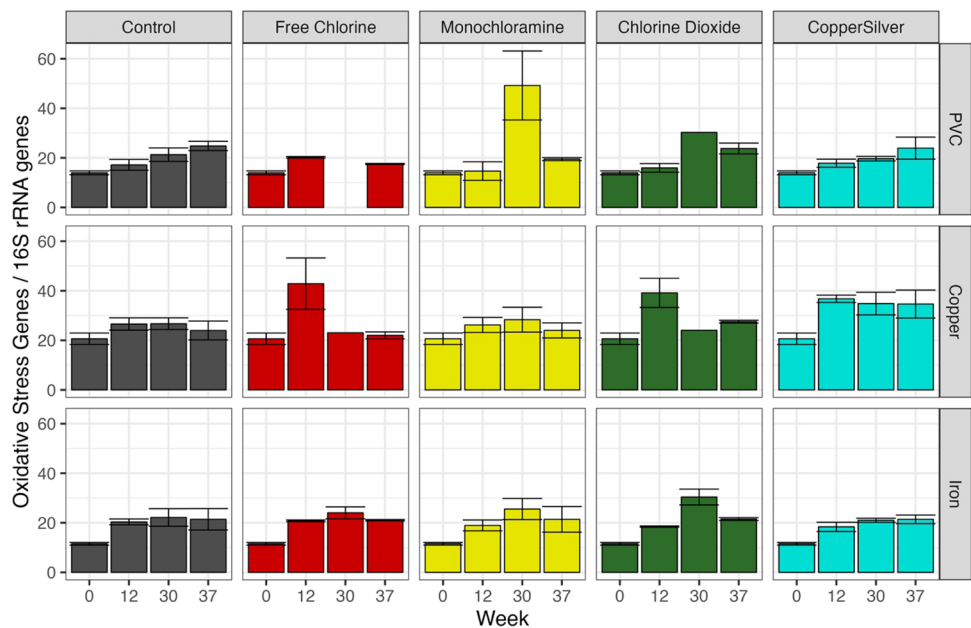 Control Free Chlorine Monochloramine Chlorine Dioxide CopperSilver
Oxidative Stress Genes / 16S rRNA genes
60
40
20
0
PVC
60
40
20
0
Copper
60
40
20
0
Iron
0 12 30 37 0 12 30 37 0 12 30 37 0 12 30 37 0 12 30 37
Week